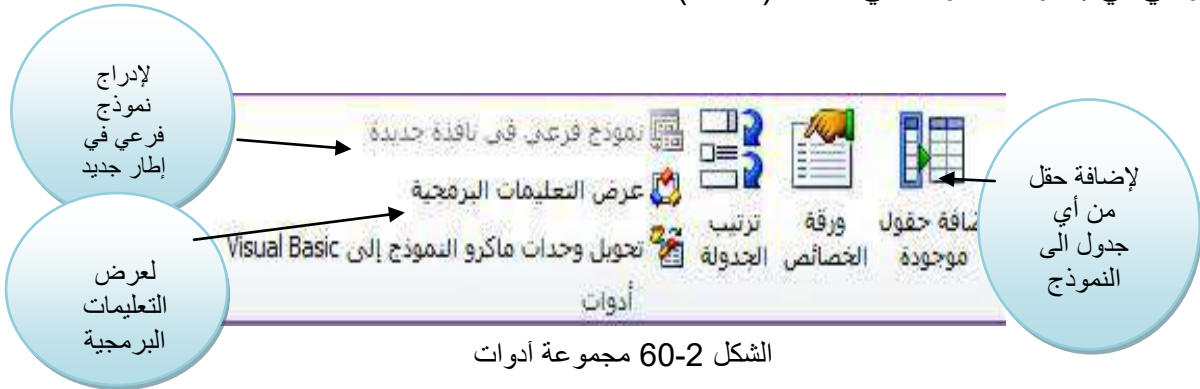 لإدراج
نموذج
فرعي في
إطار جديد
لعرض
التعليمات
البرمجية
لإضافة حقل
من أي
جدول الى
النموذج
ضافة حقول
موجودة
ورقة
الخصائص
ترتيب
الجدولة
نموذج فرعي في نافذة جديدة
عرض التعليمات البرمجية
تحويل وحدات ماكرو النموذج إلى Visual Basic
أدوات
الشكل 2-60 مجموعة أدوات